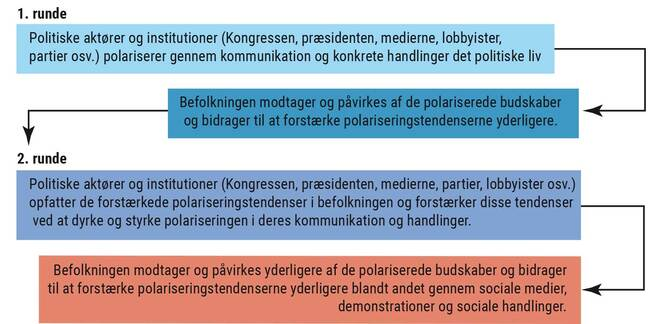 1. runde
Politiske aktører og institutioner (Kongressen, præsidenten, medierne, lobbyister,
partier osv.) polariserer gennem kommunikation og konkrete handlinger det politiske liv
Befolkningen modtager og påvirkes af de polariserede budskaber
og bidrager til at forstærke polariseringstendenserne yderligere.
2. runde
Politiske aktører og institutioner (Kongressen, præsidenten, medierne, partier, lobbyister osv.)
opfatter de forstærkede polariseringstendenser i befolkningen og forstærker disse tendenser
ved at dyrke og styrke polariseringen i deres kommunikation og handlinger.
Befolkningen modtager og påvirkes yderligere af de polariserede budskaber og bidrager
til at forstærke polariseringstendenserne yderligere blandt andet gennem sociale medier,
demonstrationer og sociale handlinger.